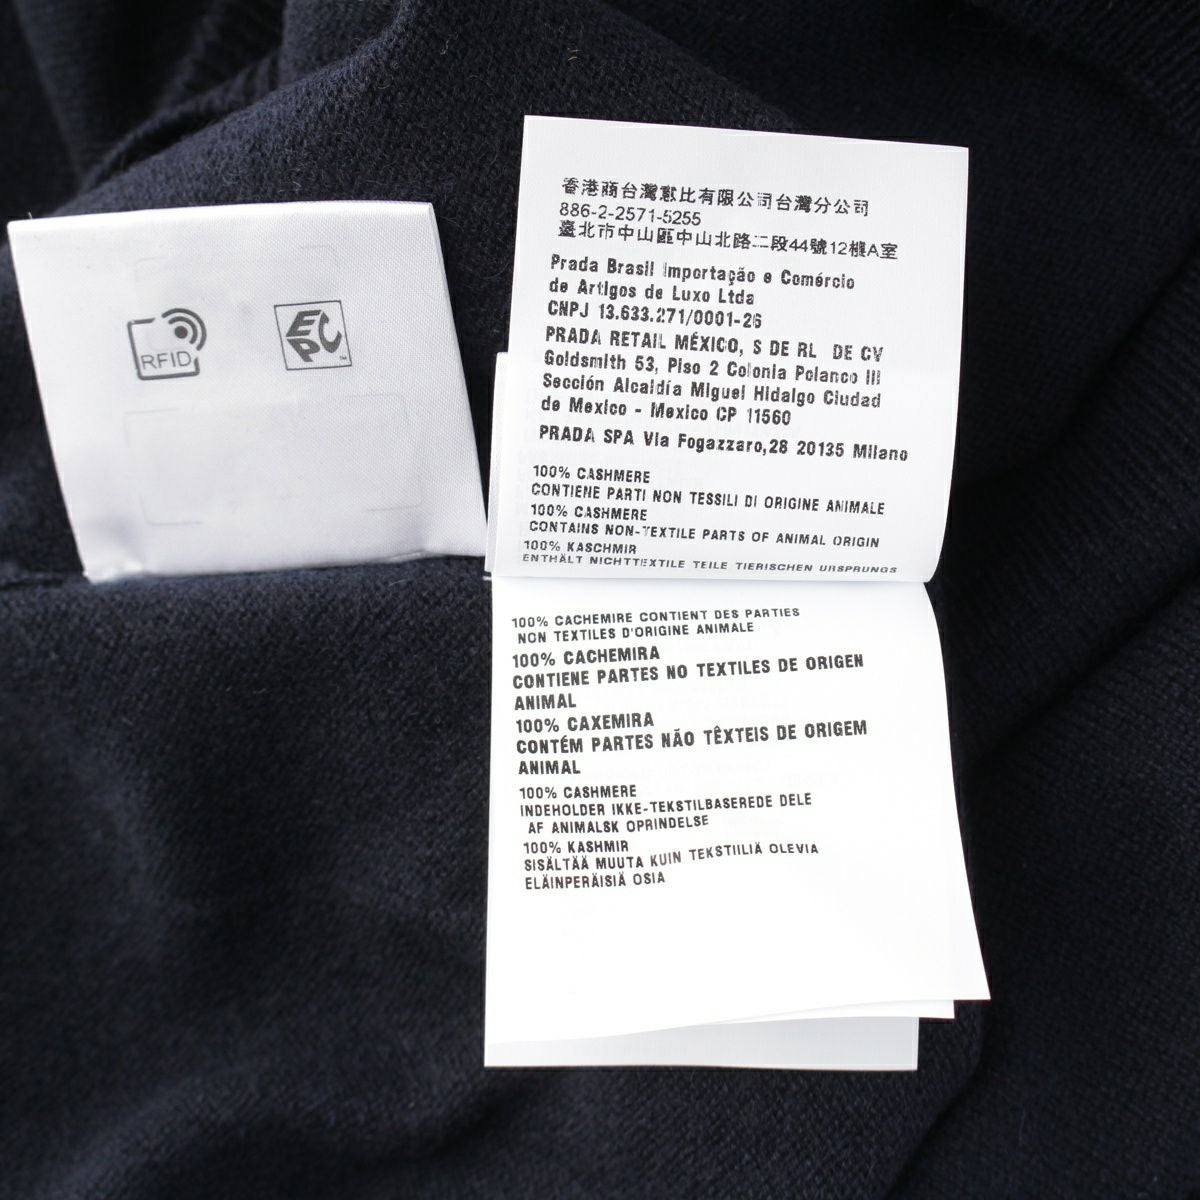 RFID
EPC
™
香港商台灣意比有限公司台灣分公司
886-2-2571-5255
臺北市中山區中山北路二段44號12樓A室
Prada Brasil Importação e Comércio
de Artigos de Luxo Ltda
CNPJ 13.633.271/0001-26
PRADA RETAIL MÉXICO, S DE RL DE CV
Goldsmith 53, Piso 2 Colonia Polanco III
Sección Alcaldía Miguel Hidalgo Ciudad
de Mexico - Mexico CP 11560
PRADA SPA Via Fogazzaro,28 20135 Milano
100% CASHMERE
CONTIENE PARTI NON TESSILI DI ORIGINE ANIMALE
100% CASHMERE
CONTAINS NON-TEXTILE PARTS OF ANIMAL ORIGIN
100% KASCHMIR
ENTHÄLT NICHTTEXTILE TEILE TIERISCHEN URSPRUNGS
100% CACHEMIRE CONTIENT DES PARTIES
NON TEXTILES D'ORIGINE ANIMALE
100% CACHEMIRA
CONTIENE PARTES NO TEXTILES DE ORIGEN
ANIMAL
100% CAXEMIRA
CONTÉM PARTES NÃO TÊXTEIS DE ORIGEM
ANIMAL
100% CASHMERE
INDEHOLDER IKKE-TEKSTILBASEREDE DELE
AF ANIMALSK OPRINDELSE
100% KASHMIR
SISÄLTÄÄ MUUTA KUIN TEKSTIILIÄ OLEVIA
ELÄINPERÄISIÄ OSIA